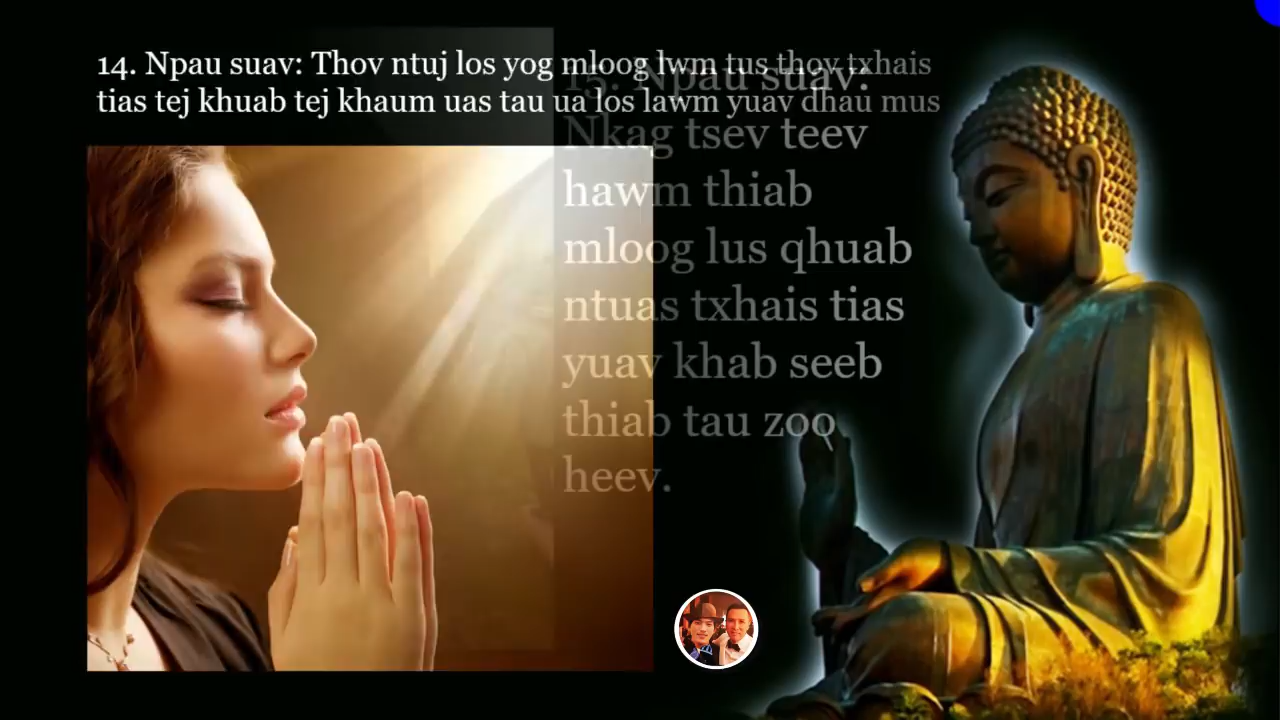 14. Npau suav: Thov ntuj los yog mloog lwm tus thov txhais
tias tej khuab tej khaum uas tau ua los lawm yuav dhau mus
15. Npau suav:
Nkag tsev teev
hawm thiab
mloog lus qhuab
ntuas txhais tias
yuav khab seeb
thiab tau zoo
heev.